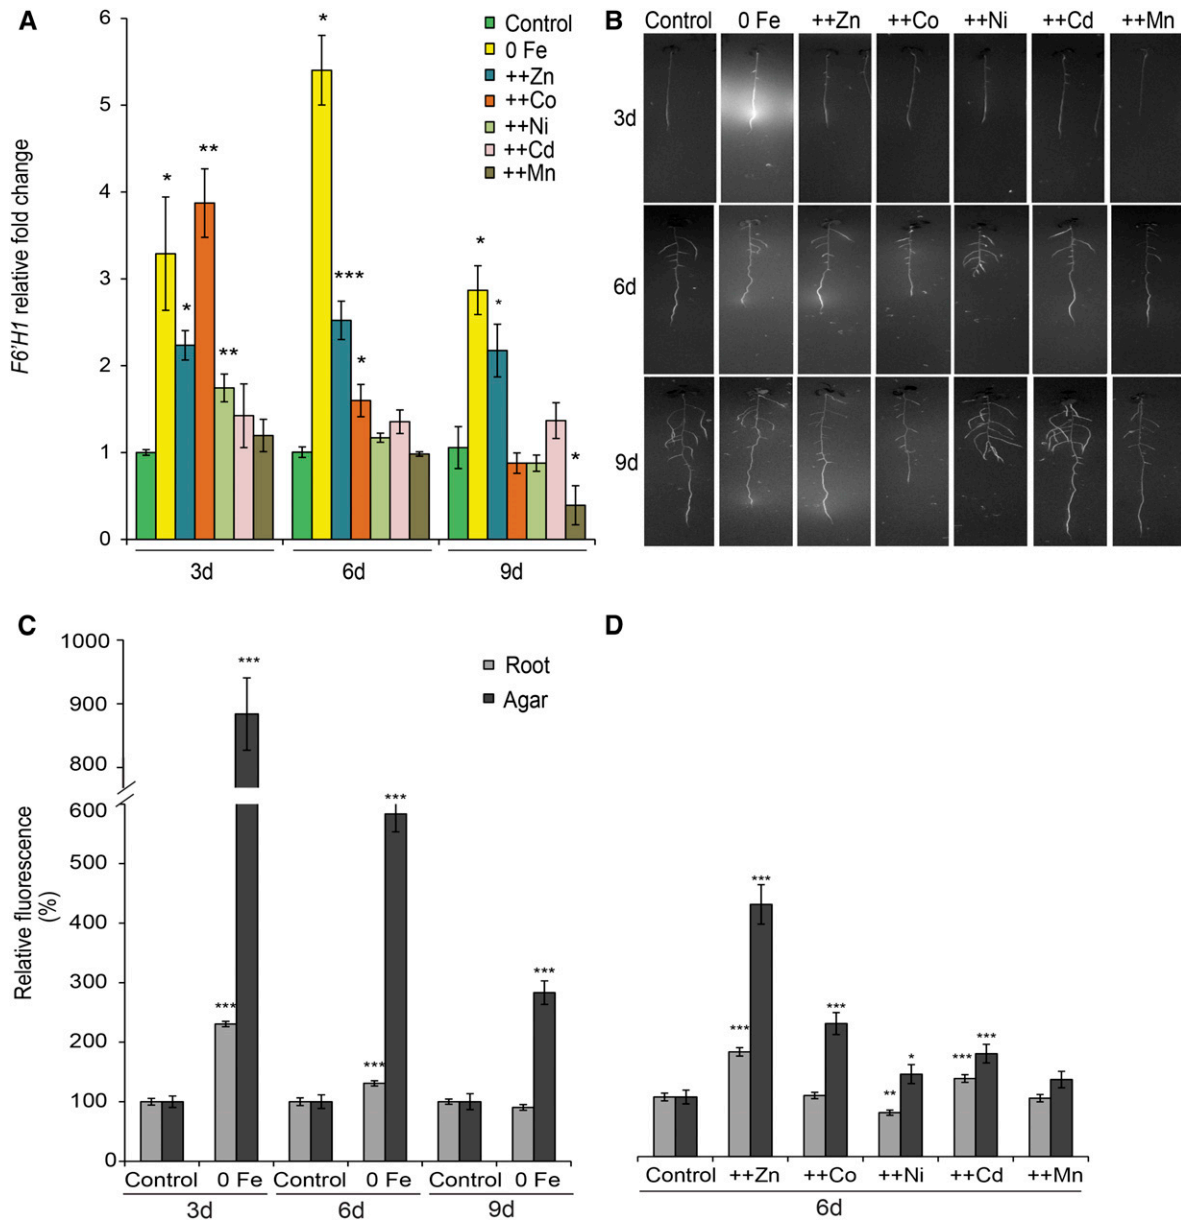 A
F6'H1 relative fold change
6
5
4
3
2
1
0
Control
0 Fe
++Zn
++Co
++Ni
++Cd
++Mn
* * ** **
* *** *
* * *
3d 6d 9d
B
Control 0 Fe ++Zn ++Co ++Ni ++Cd ++Mn
3d
6d
9d
C
Relative fluorescence
(%)
1000
900
800
600
500
400
300
200
100
0
Root
Agar
*** ***
*** ***
***
Control 0 Fe Control 0 Fe Control 0 Fe
3d 6d 9d
D
*** *** *** ** * *** ***
Control ++Zn ++Co ++Ni ++Cd ++Mn
6d